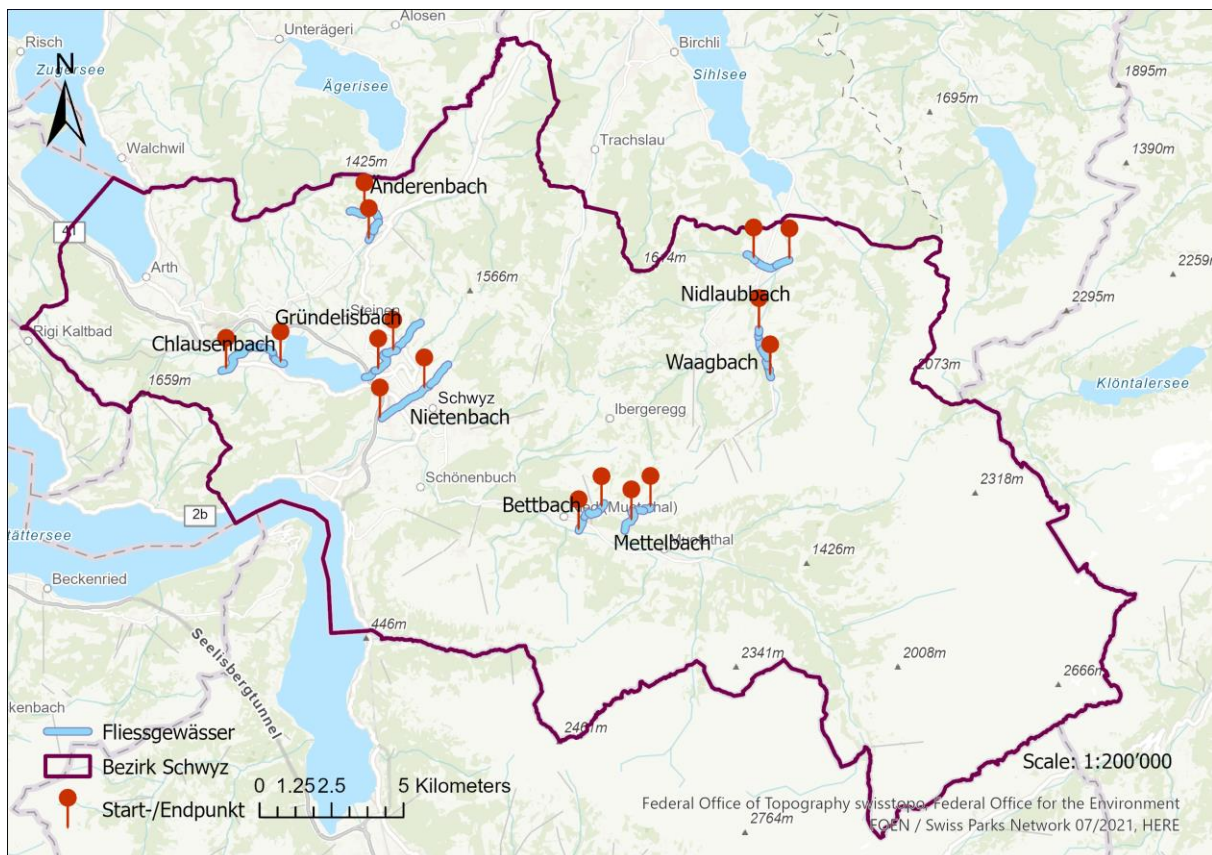 Alosen
Unterägeri
Risch
Birchli
N
Zugersee
Sihlsee
1895m
Ägerisee
1695m
Trachslau
Walchwil
1390m
1425m
Änderenbach
41
Arth
1614m
2259m
1566m
Nidlaubbach
2295m
Steinen
Gründelisbach
Rigi Kaltbad
Chlausenbach
Waagbach
2073m
1659m
Klöntalersee
Schwyz
Nietenbach
Ibergeregg
Schönenbuch
2318m
Bettbach
2b
Mettelbach
Muotathal
1426m
Beckenried
446m
Seelisbergtunnel
2341m
2008m
2666m
2461m
Fliessgewässer
Bezirk Schwyz
Start-/Endpunkt
0 1.25 2.5 5 Kilometers
Scale: 1:200'000
Federal Office of Topography swisstopo, Federal Office for the Environment
FOEN / Swiss Parks Network 07/2021, HERE
2764m